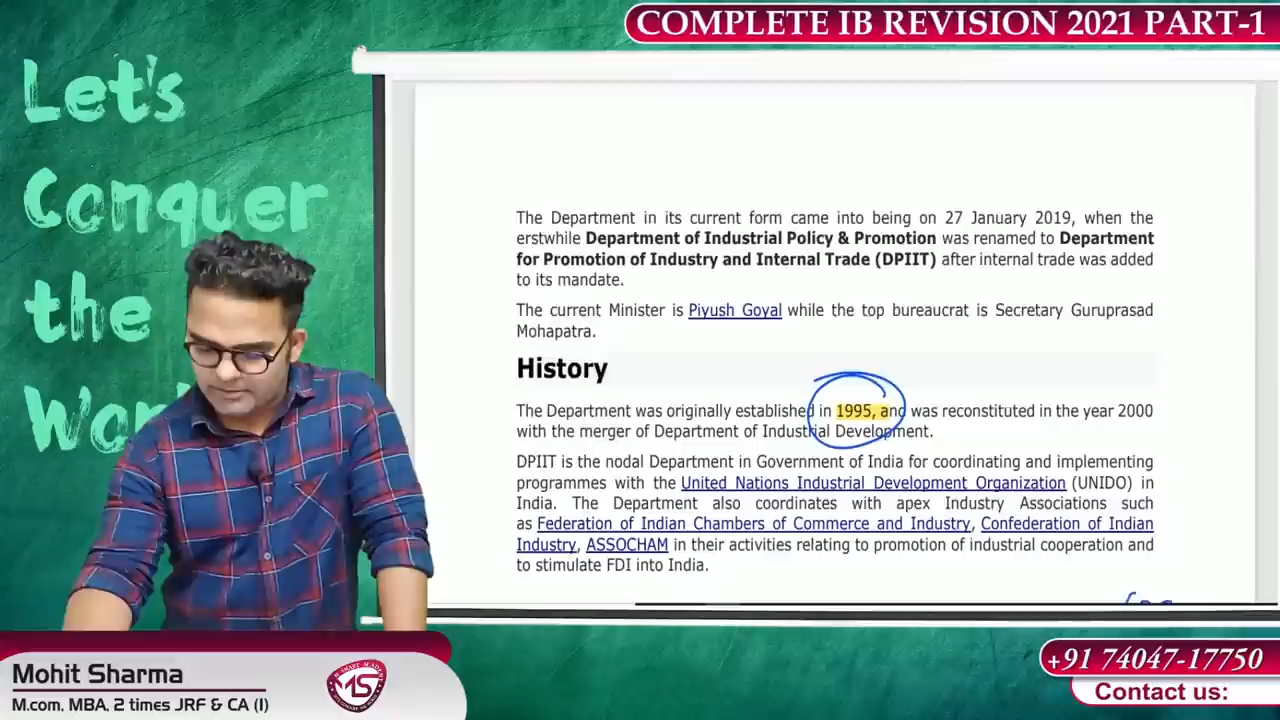 COMPLETE IB REVISION 2021 PART-1
Let's
Conquer
the
Wor
The Department in its current form came into being on 27 January 2019, when the
erstwhile Department of Industrial Policy & Promotion was renamed to Department
for Promotion of Industry and Internal Trade (DPIIT) after internal trade was added
to its mandate.
The current Minister is Piyush Goyal while the top bureaucrat is Secretary Guruprasad
Mohapatra.
History
The Department was originally established in 1995, and was reconstituted in the year 2000
with the merger of Department of Industrial Development.
DPIIT is the nodal Department in Government of India for coordinating and implementing
programmes with the United Nations Industrial Development Organization (UNIDO) in
India. The Department also coordinates with apex Industry Associations such
as Federation of Indian Chambers of Commerce and Industry, Confederation of Indian
Industry, ASSOCHAM in their activities relating to promotion of industrial cooperation and
to stimulate FDI into India.
Mohit Sharma
M.com, MBA, 2 times JRF & CA (I)
MS
+91 74047-17750
Contact us: